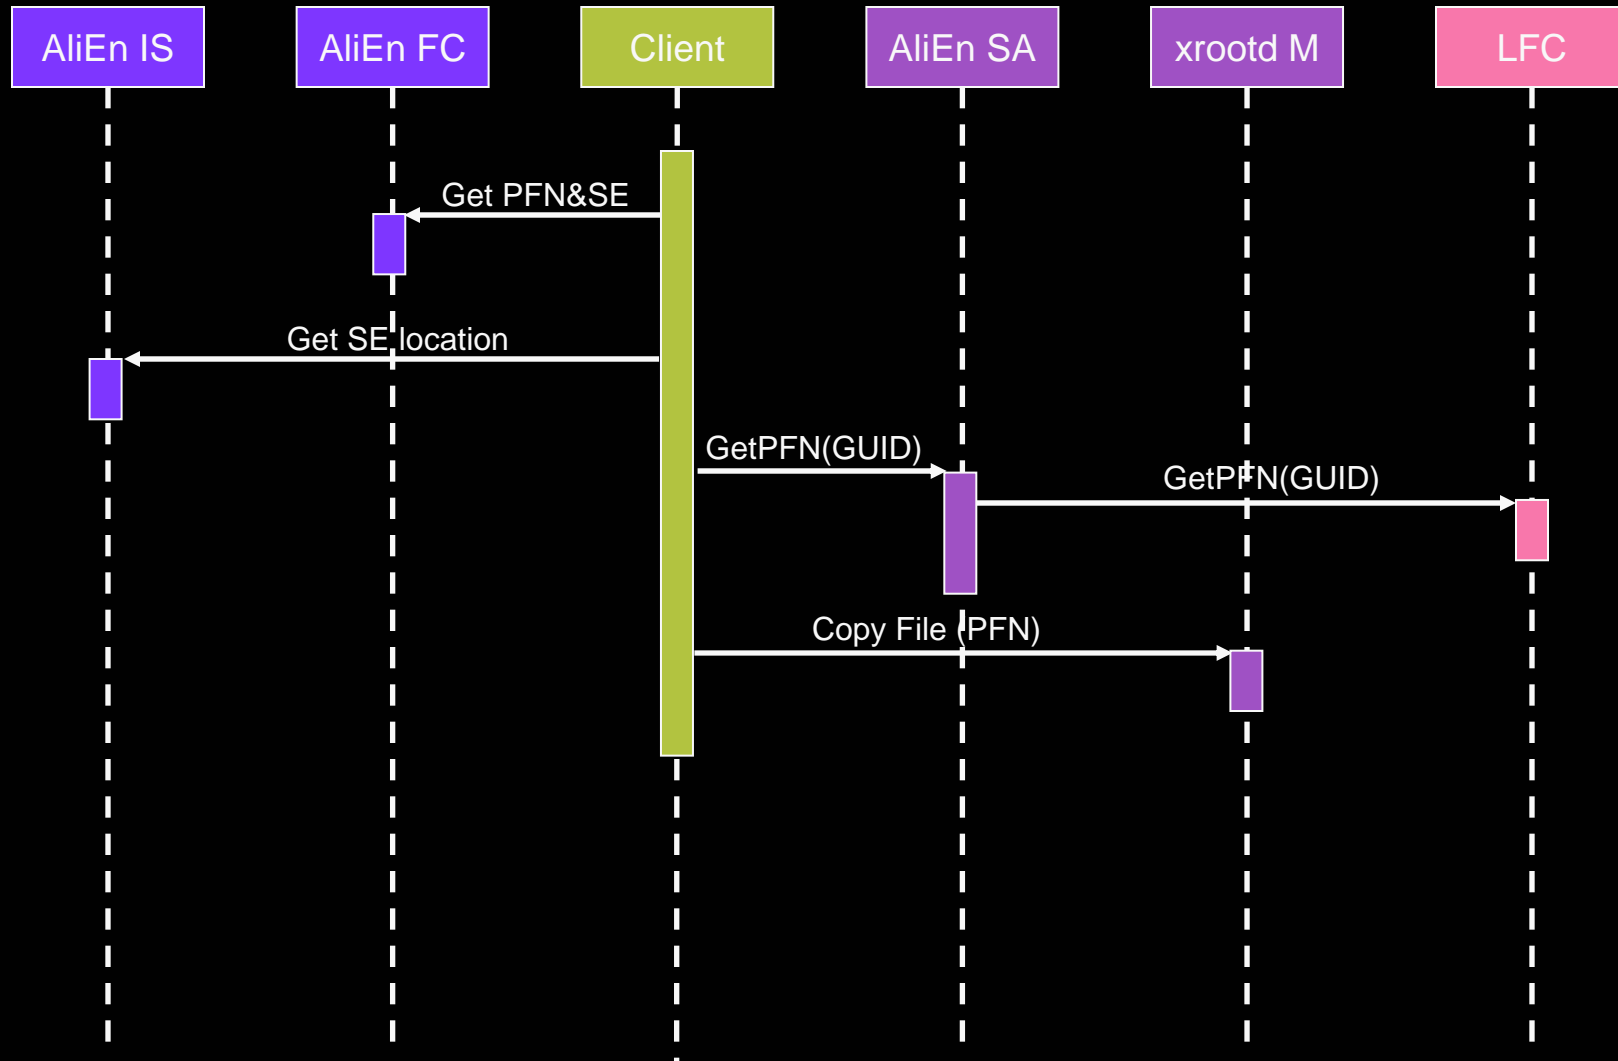 AliEn IS
AliEn FC
Client
AliEn SA
xrootd M
LFC
Get PFN&SE
Get SE location
GetPFN(GUID)
GetPFN(GUID)
Copy File (PFN)